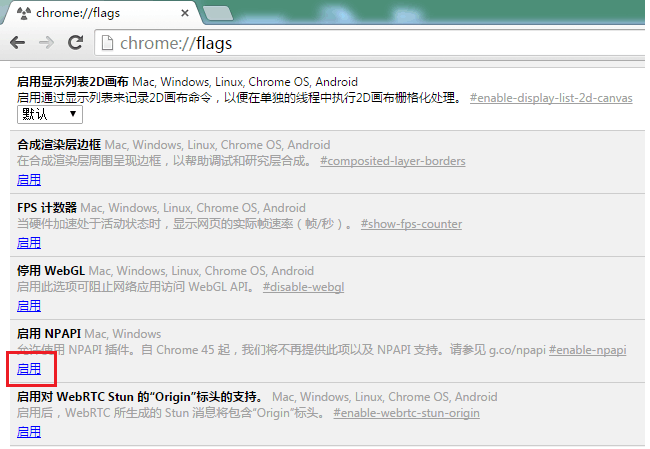 chrome://flags
chrome://flags
启用显示列表2D画布 Mac, Windows, Linux, Chrome OS, Android
启用通过显示列表来记录2D画布命令，以便在单独的线程中执行2D画布栅格化处理。 #enable-display-list-2d-canvas
默认
合成渲染层边框 Mac, Windows, Linux, Chrome OS, Android
在合成渲染层周围呈现边框，以帮助调试和研究层合成。 #composited-layer-borders
启用
FPS 计数器 Mac, Windows, Linux, Chrome OS, Android
当硬件加速处于活动状态时，显示网页的实际帧速率（帧/秒）。 #show-fps-counter
启用
停用 WebGL Mac, Windows, Linux, Chrome OS, Android
启用此选项可阻止网络应用访问 WebGL API。 #disable-webgl
启用
启用 NPAPI Mac, Windows
允许使用 NPAPI 插件。自 Chrome 45 起，我们将不再提供此项以及 NPAPI 支持。请参见 g.co/npapi #enable-npapi
启用
启用对 WebRTC Stun 的“Origin”标头的支持。 Mac, Windows, Linux, Chrome OS, Android
启用后，WebRTC 所生成的 Stun 消息将包含“Origin”标头。 #enable-webrtc-stun-origin
启用